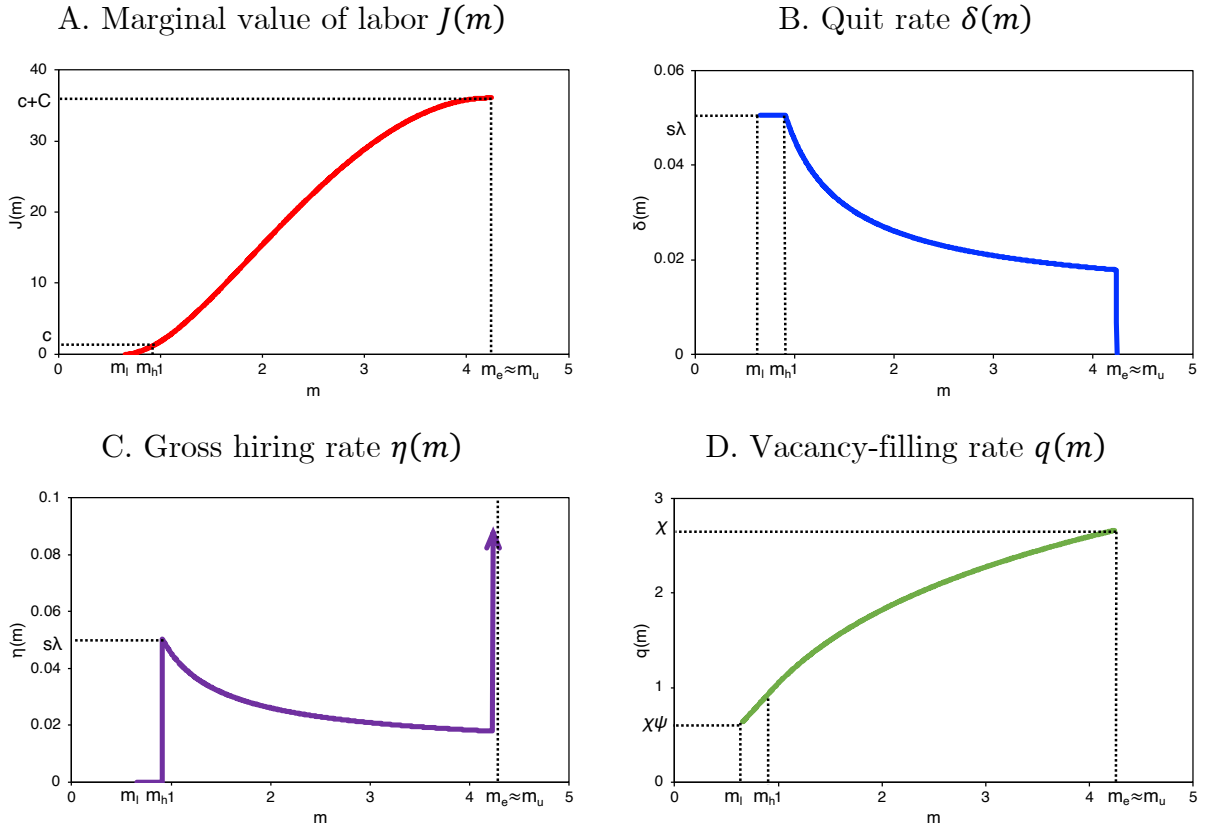 A. Marginal value of labor J(m)
40
c+C
30
20
10
c
0
J(m)
m_l
m_h1
2
3
4
m_e≈m_u
5
0
m
B. Quit rate δ(m)
0.06
sλ
0.04
0.02
0
δ(m)
0
m_l
m_h1
2
3
m_e≈m_u
5
m
C. Gross hiring rate η(m)
0.1
0.08
0.06
sλ
0.04
0.02
0
η(m)
0
m_l
m_h1
2
3
4
m_e≈m_u
5
m
D. Vacancy-filling rate q(m)
3
χ
2
1
χψ
0
q(m)
0
m_l
m_h1
2
3
m_e≈m_u
5
m